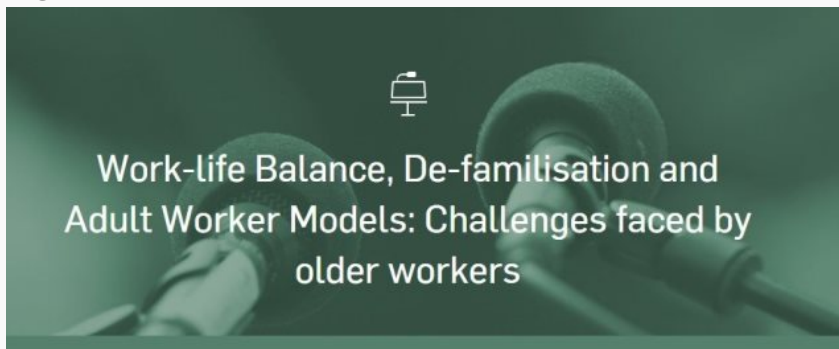 Work-life Balance, De-familisation and
Adult Worker Models: Challenges faced by
older workers